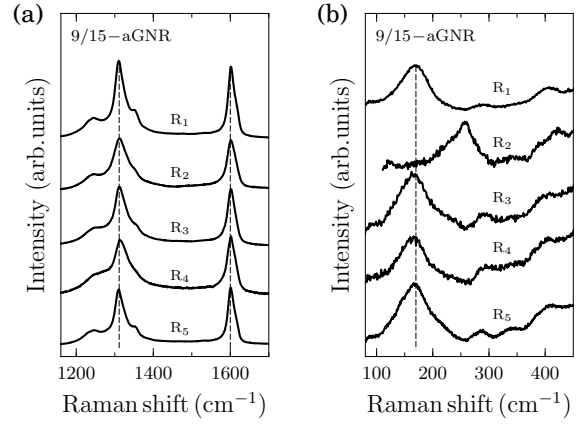 (a)
9/15−aGNR
R₁
R₂
R₃
R₄
R₅
Intensity (arb.units)
1200 1400 1600
Raman shift (cm⁻¹)
(b)
9/15−aGNR
R₁
R₂
R₃
R₄
R₅
Intensity (arb.units)
100 200 300 400
Raman shift (cm⁻¹)